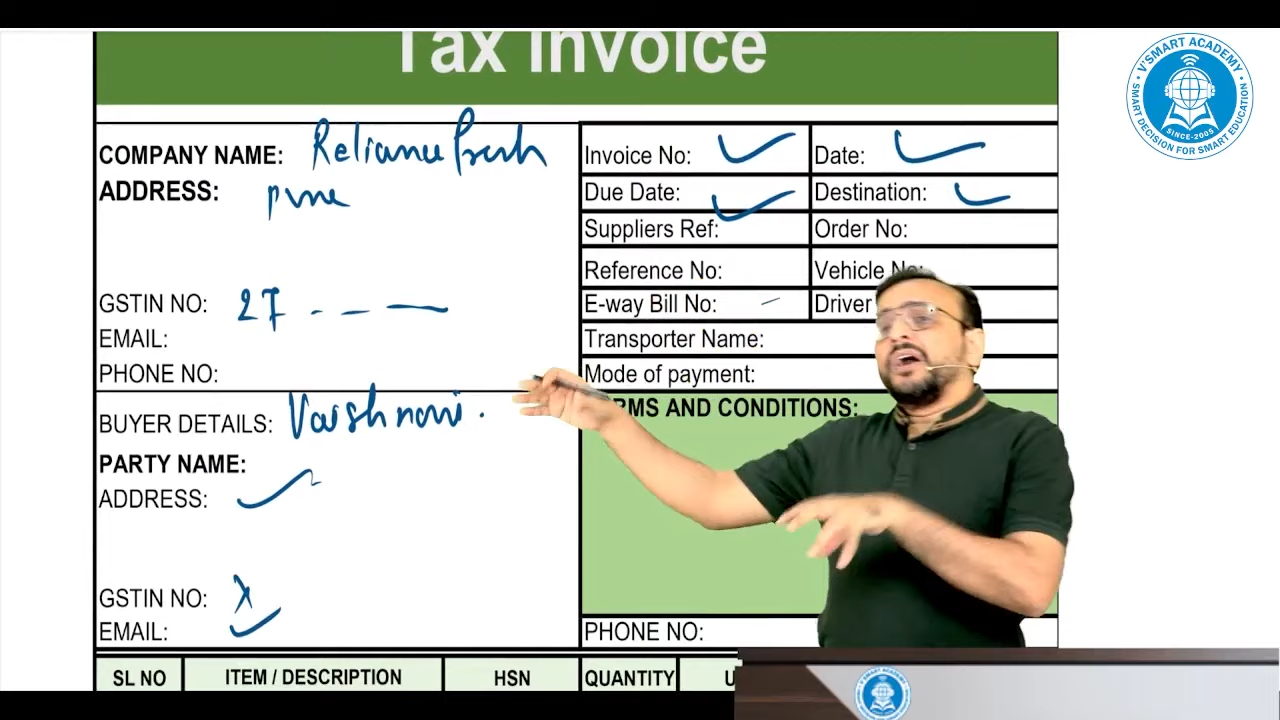 Tax Invoice
COMPANY NAME: Reliance Fresh
ADDRESS: pune
GSTIN NO: 27 . - —
EMAIL:
PHONE NO:
BUYER DETAILS:
PARTY NAME:
ADDRESS:
GSTIN NO: X
EMAIL:
Invoice No:
Date:
Due Date:
Destination:
Suppliers Ref:
Order No:
Reference No:
Vehicle No:
E-way Bill No:
Driver
Transporter Name:
Mode of payment:
TERMS AND CONDITIONS:
PHONE NO:
SL NO
ITEM / DESCRIPTION
HSN
QUANTITY
U
V'SMART ACADEMY
SINCE-2005
SMART DECISION FOR SMART EDUCATION